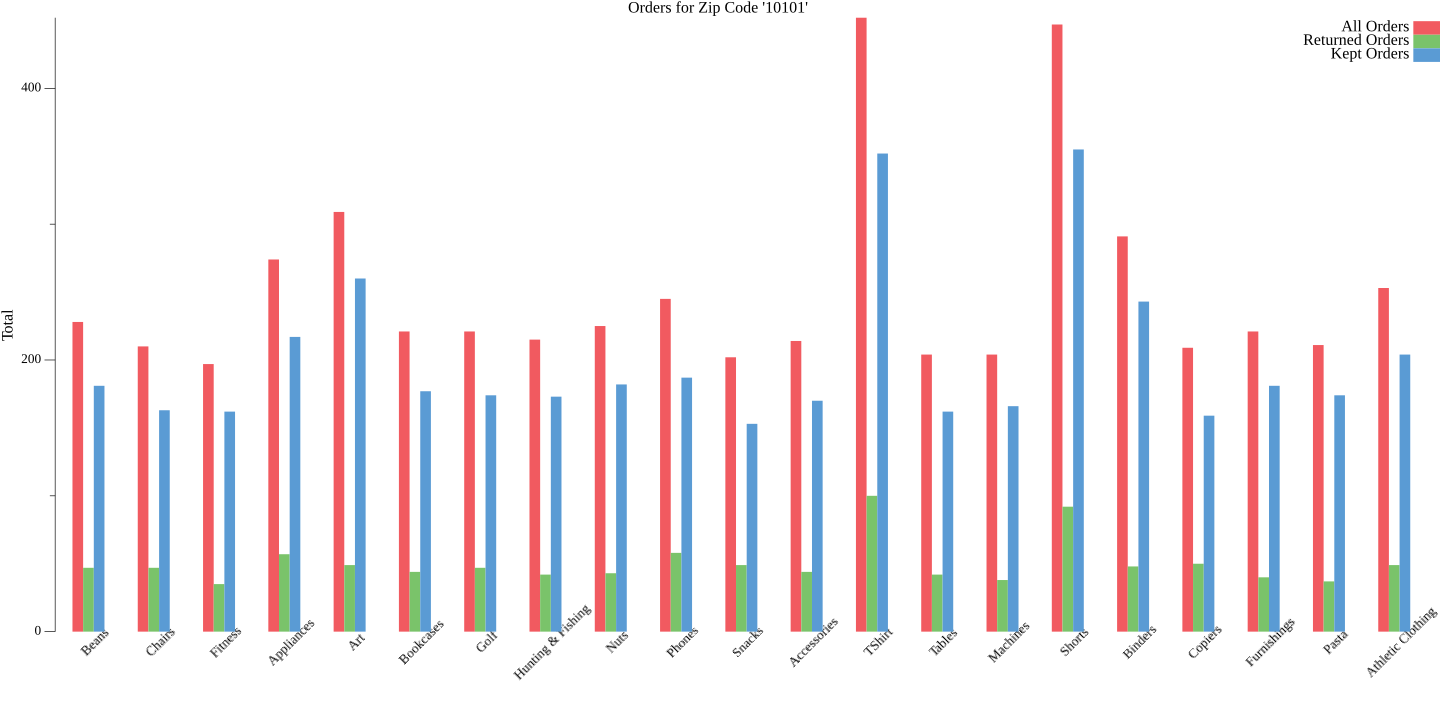 Orders for Zip Code '10101'
All Orders
Returned Orders
Kept Orders
Total
400
200
0
Beans
Chairs
Fitness
Appliances
Art
Bookcases
Golf
Hunting & Fishing
Nuts
Phones
Snacks
Accessories
TShirt
Tables
Machines
Shorts
Binders
Copiers
Furnishings
Pasta
Athletic Clothing